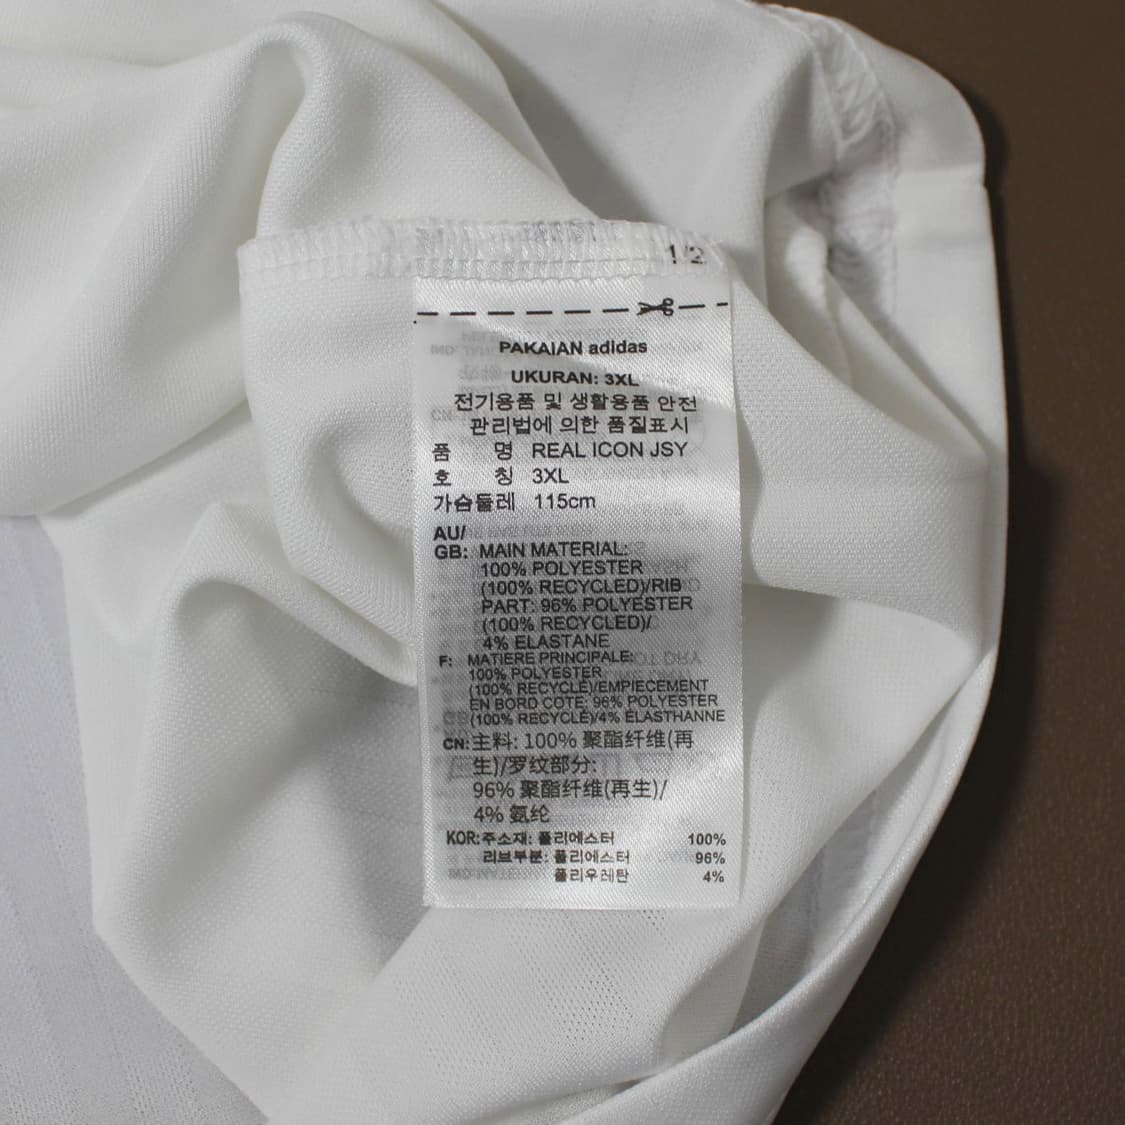 1/2
PAKAIAN adidas
UKURAN: 3XL
전기용품 및 생활용품 안전
관리법에 의한 품질표시
품 명 REAL ICON JSY
호 칭 3XL
가슴둘레 115cm
AU/
GB: MAIN MATERIAL:
100% POLYESTER
(100% RECYCLED)/RIB
PART: 96% POLYESTER
(100% RECYCLED)/
4% ELASTANE
F: MATIERE PRINCIPALE:
100% POLYESTER
(100% RECYCLÉ)/EMPIECEMENT
EN BORD COTE: 96% POLYESTER
(100% RECYCLÉ)/4% ÉLASTHANNE
CN: 主料: 100% 聚酯纤维(再
生)/罗纹部分:
96% 聚酯纤维(再生)/
4% 氨纶
KOR: 주소재: 폴리에스터 100%
리브부분: 폴리에스터 96%
폴리우레탄 4%